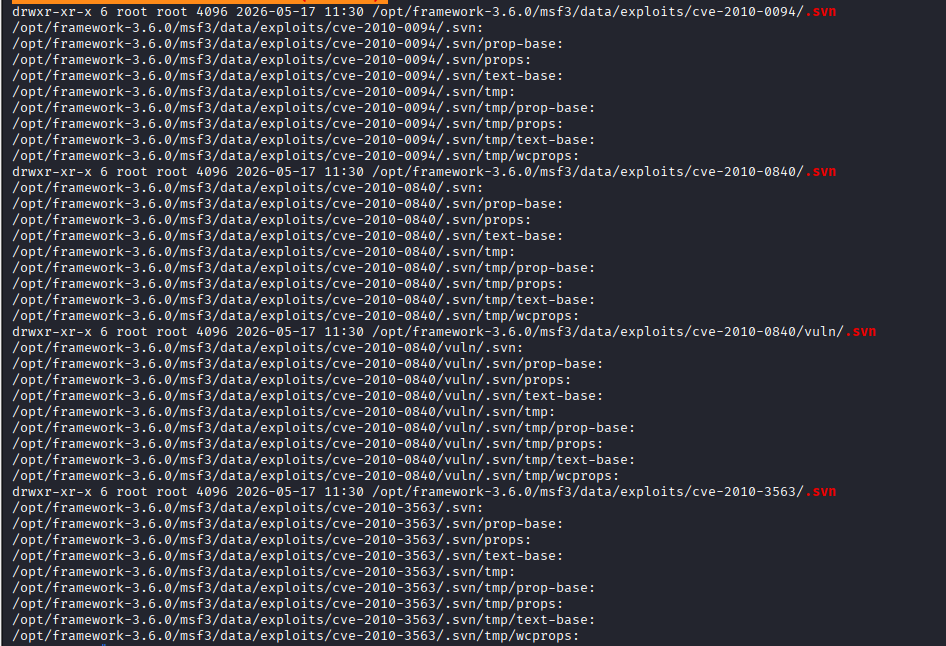 drwxr-xr-x 6 root root 4096 2026-05-17 11:30 /opt/framework-3.6.0/msf3/data/exploits/cve-2010-0094/.svn
/opt/framework-3.6.0/msf3/data/exploits/cve-2010-0094/.svn:
/opt/framework-3.6.0/msf3/data/exploits/cve-2010-0094/.svn/prop-base:
/opt/framework-3.6.0/msf3/data/exploits/cve-2010-0094/.svn/props:
/opt/framework-3.6.0/msf3/data/exploits/cve-2010-0094/.svn/text-base:
/opt/framework-3.6.0/msf3/data/exploits/cve-2010-0094/.svn/tmp:
/opt/framework-3.6.0/msf3/data/exploits/cve-2010-0094/.svn/tmp/prop-base:
/opt/framework-3.6.0/msf3/data/exploits/cve-2010-0094/.svn/tmp/props:
/opt/framework-3.6.0/msf3/data/exploits/cve-2010-0094/.svn/tmp/text-base:
/opt/framework-3.6.0/msf3/data/exploits/cve-2010-0094/.svn/tmp/wcprops:
drwxr-xr-x 6 root root 4096 2026-05-17 11:30 /opt/framework-3.6.0/msf3/data/exploits/cve-2010-0840/.svn
/opt/framework-3.6.0/msf3/data/exploits/cve-2010-0840/.svn:
/opt/framework-3.6.0/msf3/data/exploits/cve-2010-0840/.svn/prop-base:
/opt/framework-3.6.0/msf3/data/exploits/cve-2010-0840/.svn/props:
/opt/framework-3.6.0/msf3/data/exploits/cve-2010-0840/.svn/text-base:
/opt/framework-3.6.0/msf3/data/exploits/cve-2010-0840/.svn/tmp:
/opt/framework-3.6.0/msf3/data/exploits/cve-2010-0840/.svn/tmp/prop-base:
/opt/framework-3.6.0/msf3/data/exploits/cve-2010-0840/.svn/tmp/props:
/opt/framework-3.6.0/msf3/data/exploits/cve-2010-0840/.svn/tmp/text-base:
/opt/framework-3.6.0/msf3/data/exploits/cve-2010-0840/.svn/tmp/wcprops:
drwxr-xr-x 6 root root 4096 2026-05-17 11:30 /opt/framework-3.6.0/msf3/data/exploits/cve-2010-0840/vuln/.svn
/opt/framework-3.6.0/msf3/data/exploits/cve-2010-0840/vuln/.svn:
/opt/framework-3.6.0/msf3/data/exploits/cve-2010-0840/vuln/.svn/prop-base:
/opt/framework-3.6.0/msf3/data/exploits/cve-2010-0840/vuln/.svn/props:
/opt/framework-3.6.0/msf3/data/exploits/cve-2010-0840/vuln/.svn/text-base:
/opt/framework-3.6.0/msf3/data/exploits/cve-2010-0840/vuln/.svn/tmp:
/opt/framework-3.6.0/msf3/data/exploits/cve-2010-0840/vuln/.svn/tmp/prop-base:
/opt/framework-3.6.0/msf3/data/exploits/cve-2010-0840/vuln/.svn/tmp/props:
/opt/framework-3.6.0/msf3/data/exploits/cve-2010-0840/vuln/.svn/tmp/text-base:
/opt/framework-3.6.0/msf3/data/exploits/cve-2010-0840/vuln/.svn/tmp/wcprops:
drwxr-xr-x 6 root root 4096 2026-05-17 11:30 /opt/framework-3.6.0/msf3/data/exploits/cve-2010-3563/.svn
/opt/framework-3.6.0/msf3/data/exploits/cve-2010-3563/.svn:
/opt/framework-3.6.0/msf3/data/exploits/cve-2010-3563/.svn/prop-base:
/opt/framework-3.6.0/msf3/data/exploits/cve-2010-3563/.svn/props:
/opt/framework-3.6.0/msf3/data/exploits/cve-2010-3563/.svn/text-base:
/opt/framework-3.6.0/msf3/data/exploits/cve-2010-3563/.svn/tmp:
/opt/framework-3.6.0/msf3/data/exploits/cve-2010-3563/.svn/tmp/prop-base:
/opt/framework-3.6.0/msf3/data/exploits/cve-2010-3563/.svn/tmp/props:
/opt/framework-3.6.0/msf3/data/exploits/cve-2010-3563/.svn/tmp/text-base:
/opt/framework-3.6.0/msf3/data/exploits/cve-2010-3563/.svn/tmp/wcprops: